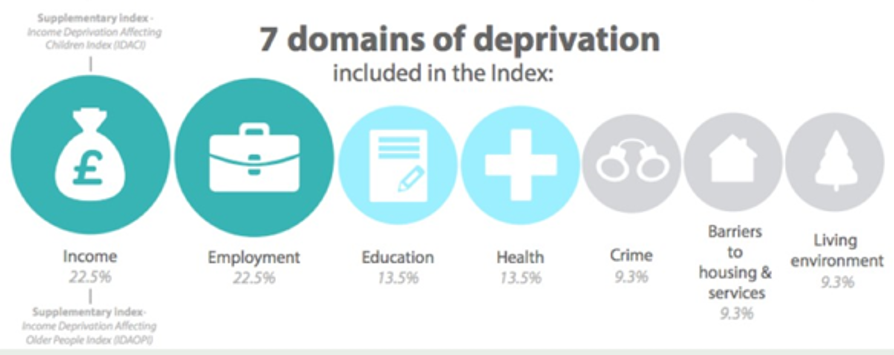 Supplementary index -
Income Deprivation Affecting
Children Index (IDACI)
7 domains of deprivation
included in the Index:
£
Income
22.5%
Employment
22.5%
Education
13.5%
Health
13.5%
Crime
9.3%
Barriers
to
housing &
services
9.3%
Living
environment
9.3%
Supplementary index-
Income Deprivation Affecting
Older People Index (IDAOPI)